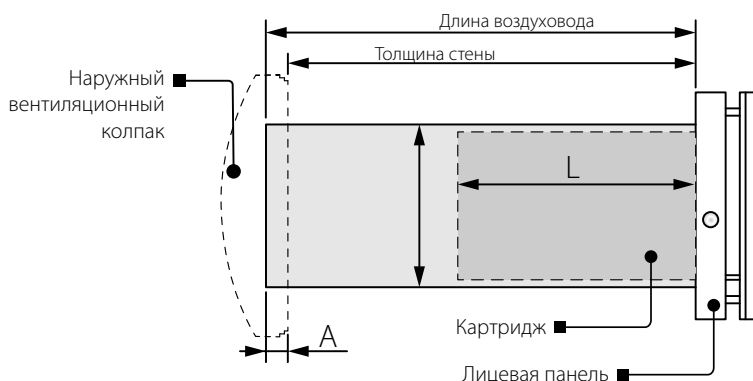 Длина воздуховода
Толщина стены
Наружный
вентиляционный
колпак
L
A
Картридж
Лицевая панель